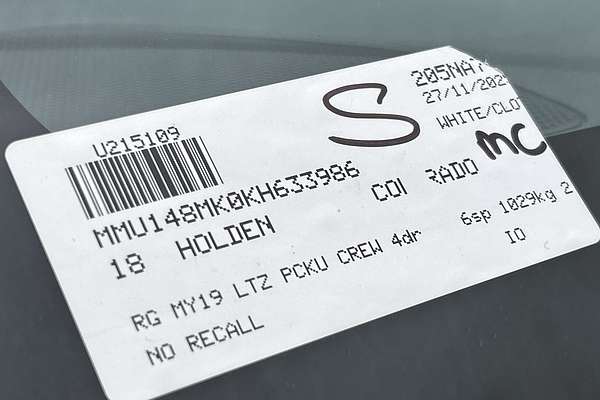 U215109
S
205NA
27/11/202
WHITE/CLO
MC
MMU148MK0KH633986
18 HOLDEN
COI RADO
RG MY19 LTZ PCKU CREW 4dr
6sp 1029kg 2
NO RECALL
IO